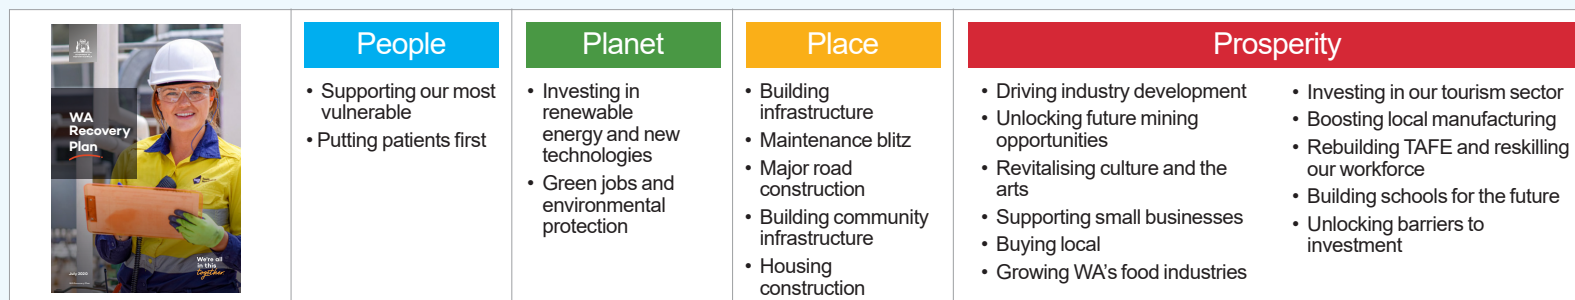 WA
Recovery
Plan
We're all
in this
together
July 2020
People
• Supporting our most
vulnerable
• Putting patients first
Planet
• Investing in
renewable
energy and new
technologies
• Green jobs and
environmental
protection
Place
• Building
infrastructure
• Maintenance blitz
• Major road
construction
• Building community
infrastructure
• Housing
construction
Prosperity
• Driving industry development
• Unlocking future mining
opportunities
• Revitalising culture and the
arts
• Supporting small businesses
• Buying local
• Growing WA's food industries
• Investing in our tourism sector
• Boosting local manufacturing
• Rebuilding TAFE and reskilling
our workforce
• Building schools for the future
• Unlocking barriers to
investment